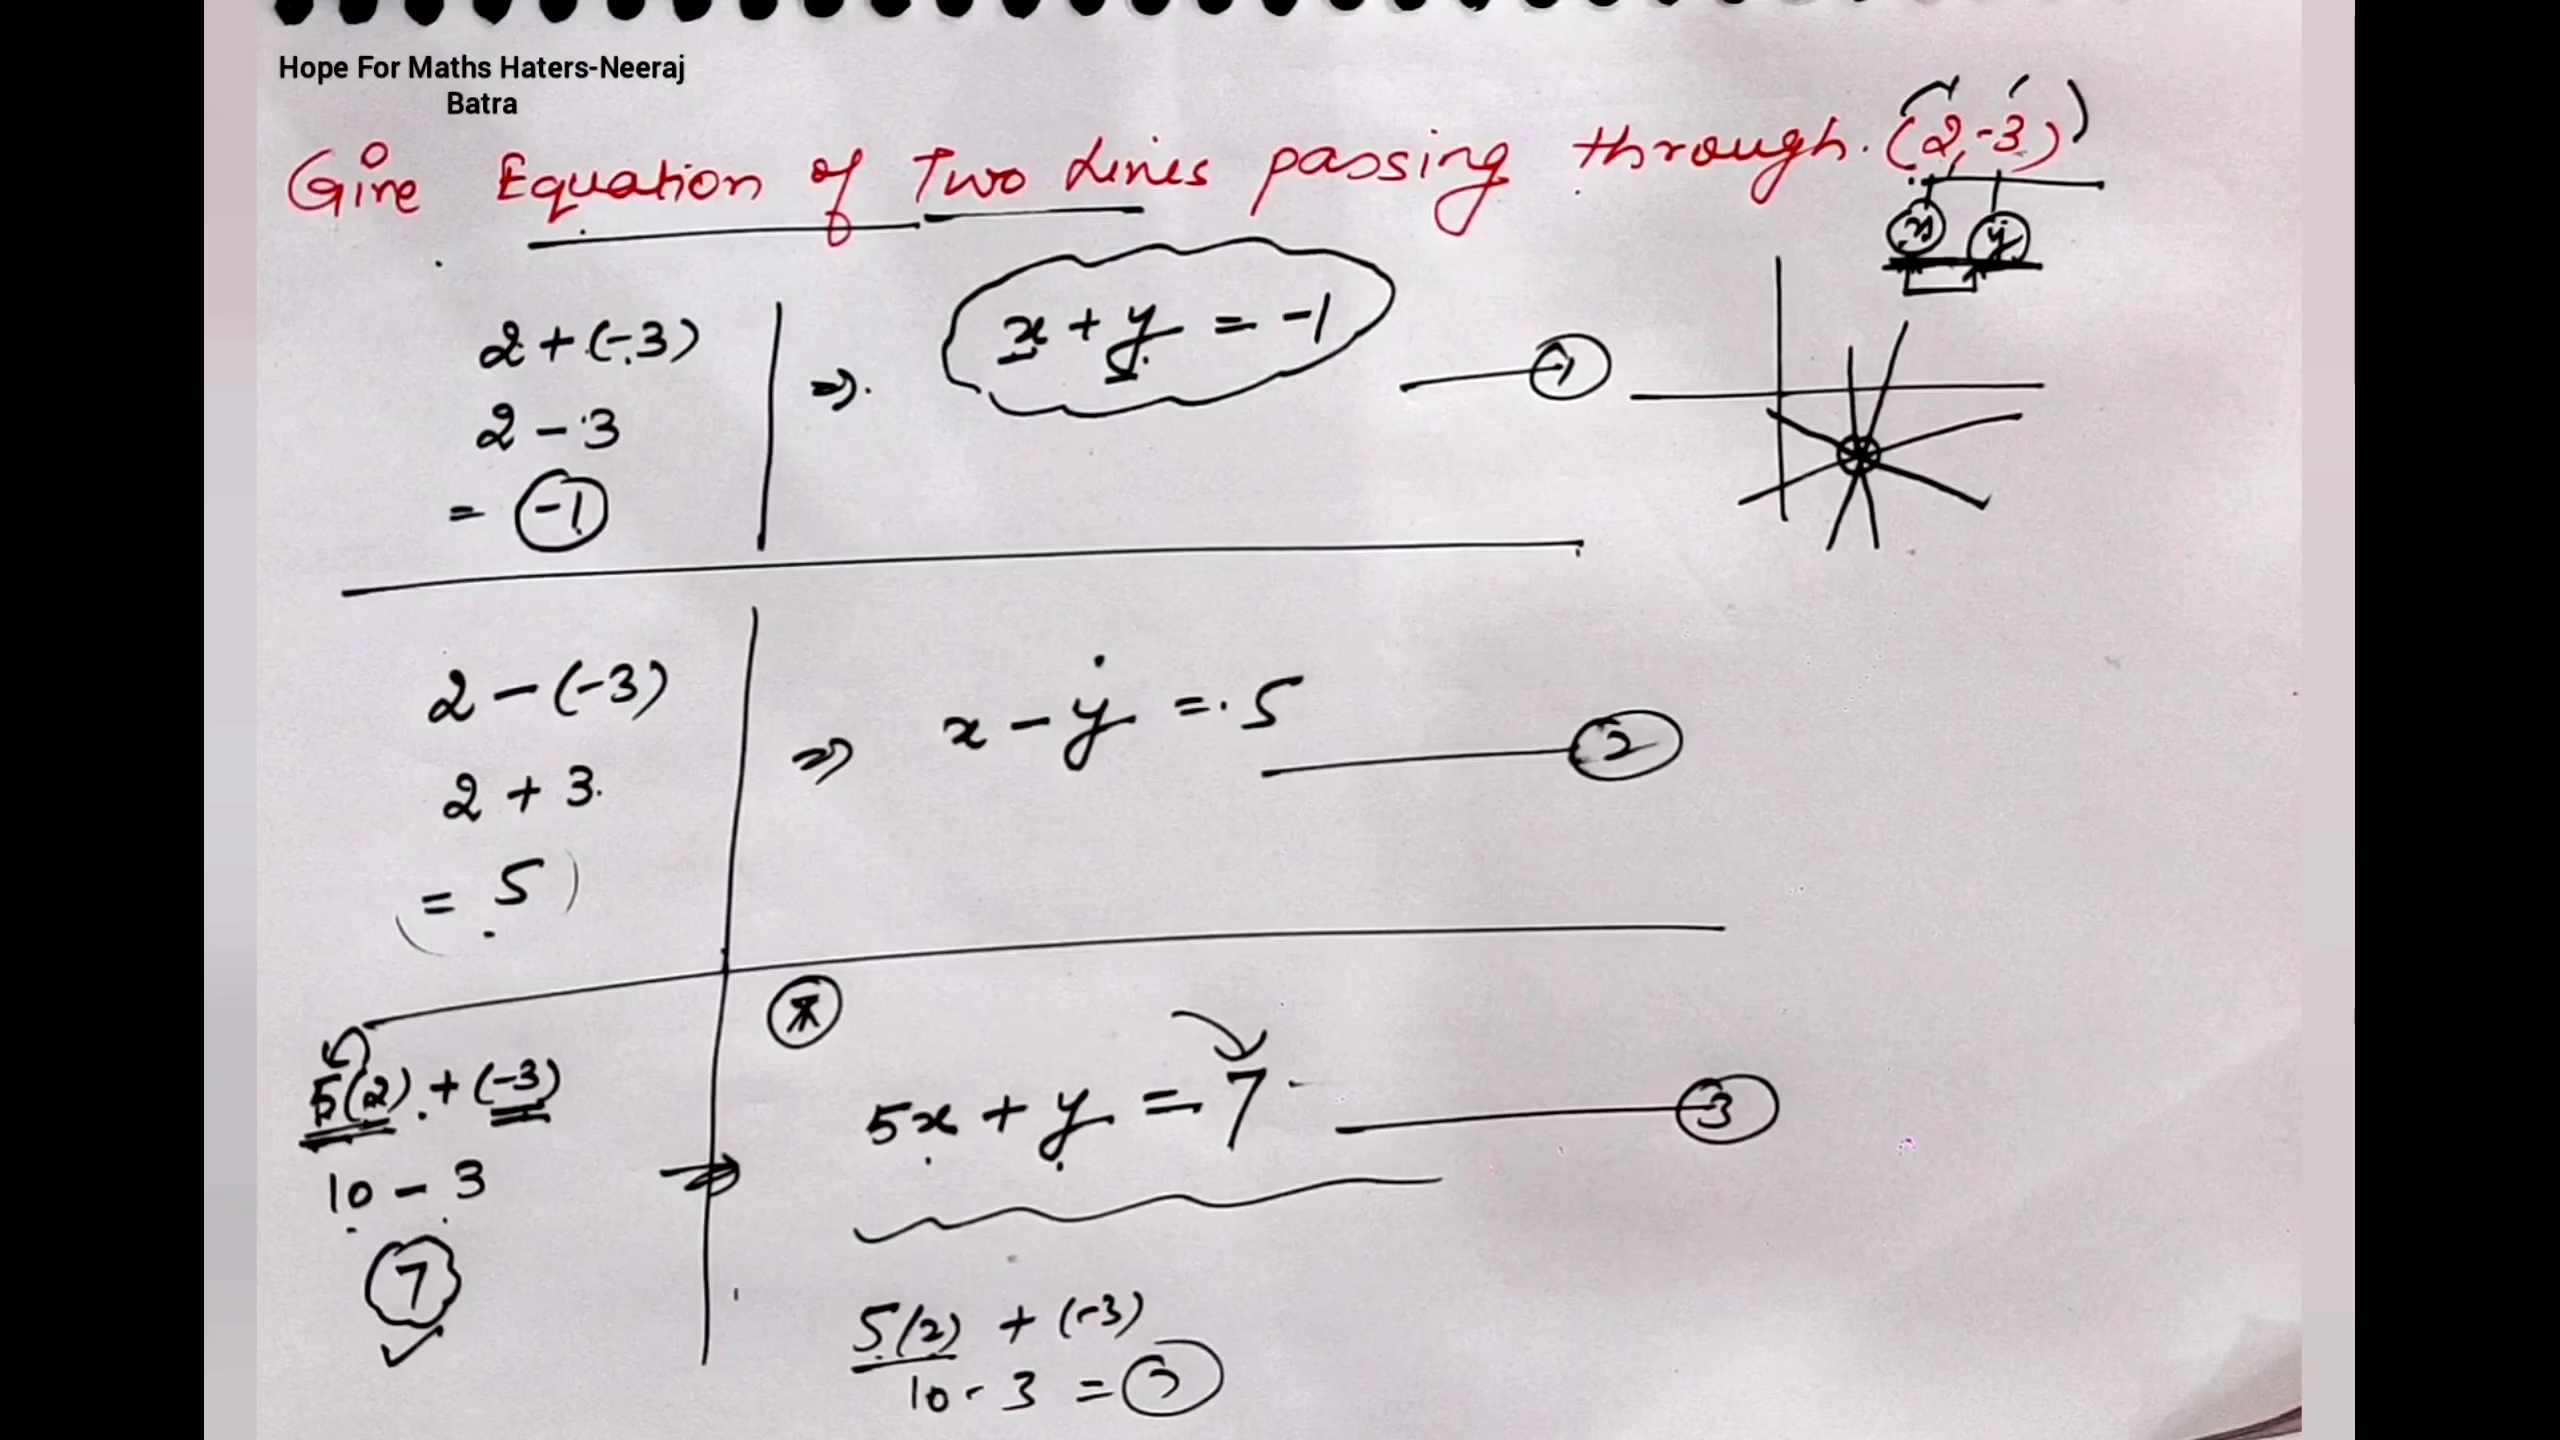 Hope For Maths Haters-Neeraj
Batra
Give Equation of Two Lines passing through. (2,-3)
x y
2 + (-3)
2 - 3
= -1
⇒ x + y = -1 1
2 - (-3)
2 + 3
= 5
⇒ x - y = 5 2
5(2) + (-3)
10 - 3
7
⇒ 5x + y = 7 3
5(2) + (-3)
10 - 3 =